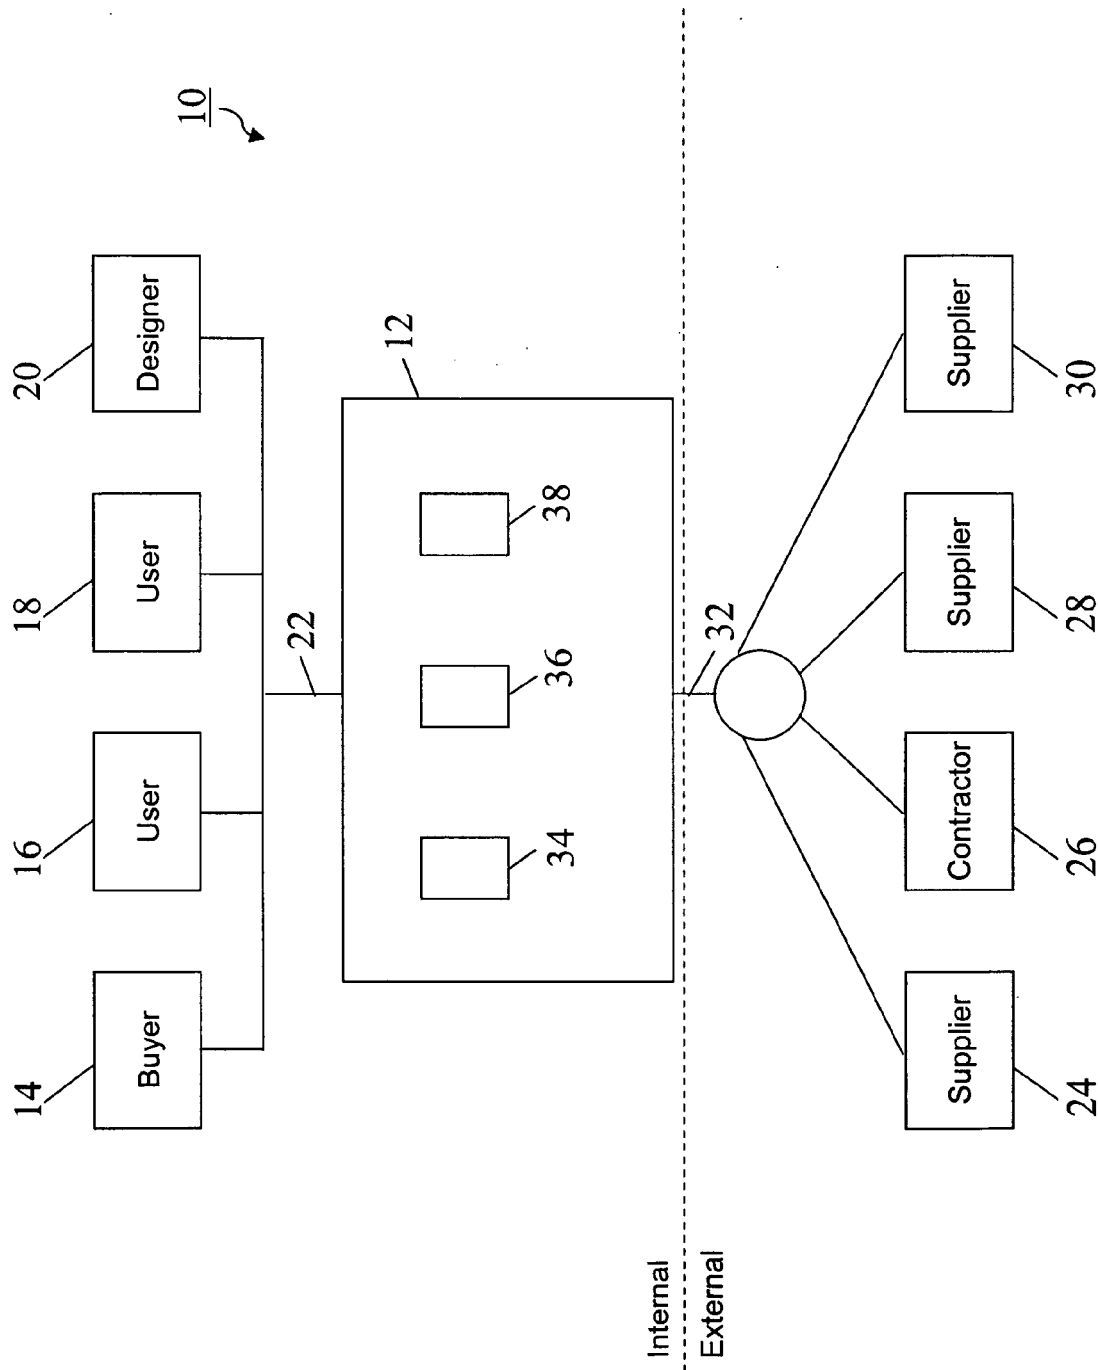 10
14
16
18
20
Buyer
User
User
Designer
22
12
34
36
38
Internal
External
32
Supplier
Contractor
Supplier
Supplier
24
26
28
30